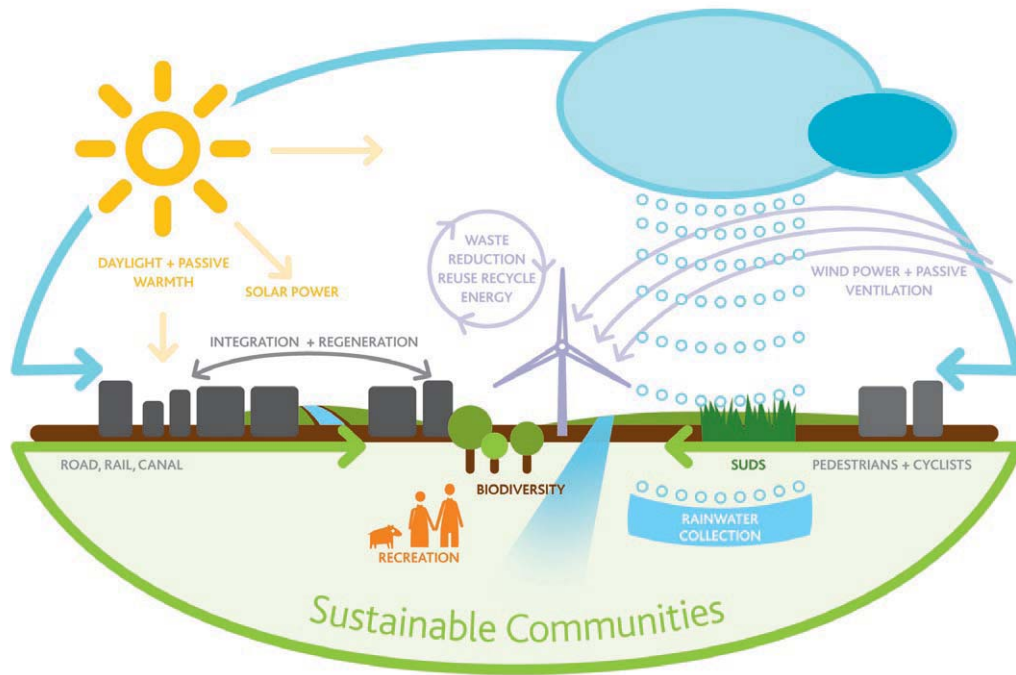 DAYLIGHT + PASSIVE
WARMTH
SOLAR POWER
WASTE
REDUCTION
REUSE RECYCLE
ENERGY
WIND POWER + PASSIVE
VENTILATION
INTEGRATION + REGENERATION
ROAD, RAIL, CANAL
BIODIVERSITY
SUDS
PEDESTRIANS + CYCLISTS
RECREATION
RAINWATER
COLLECTION
Sustainable Communities